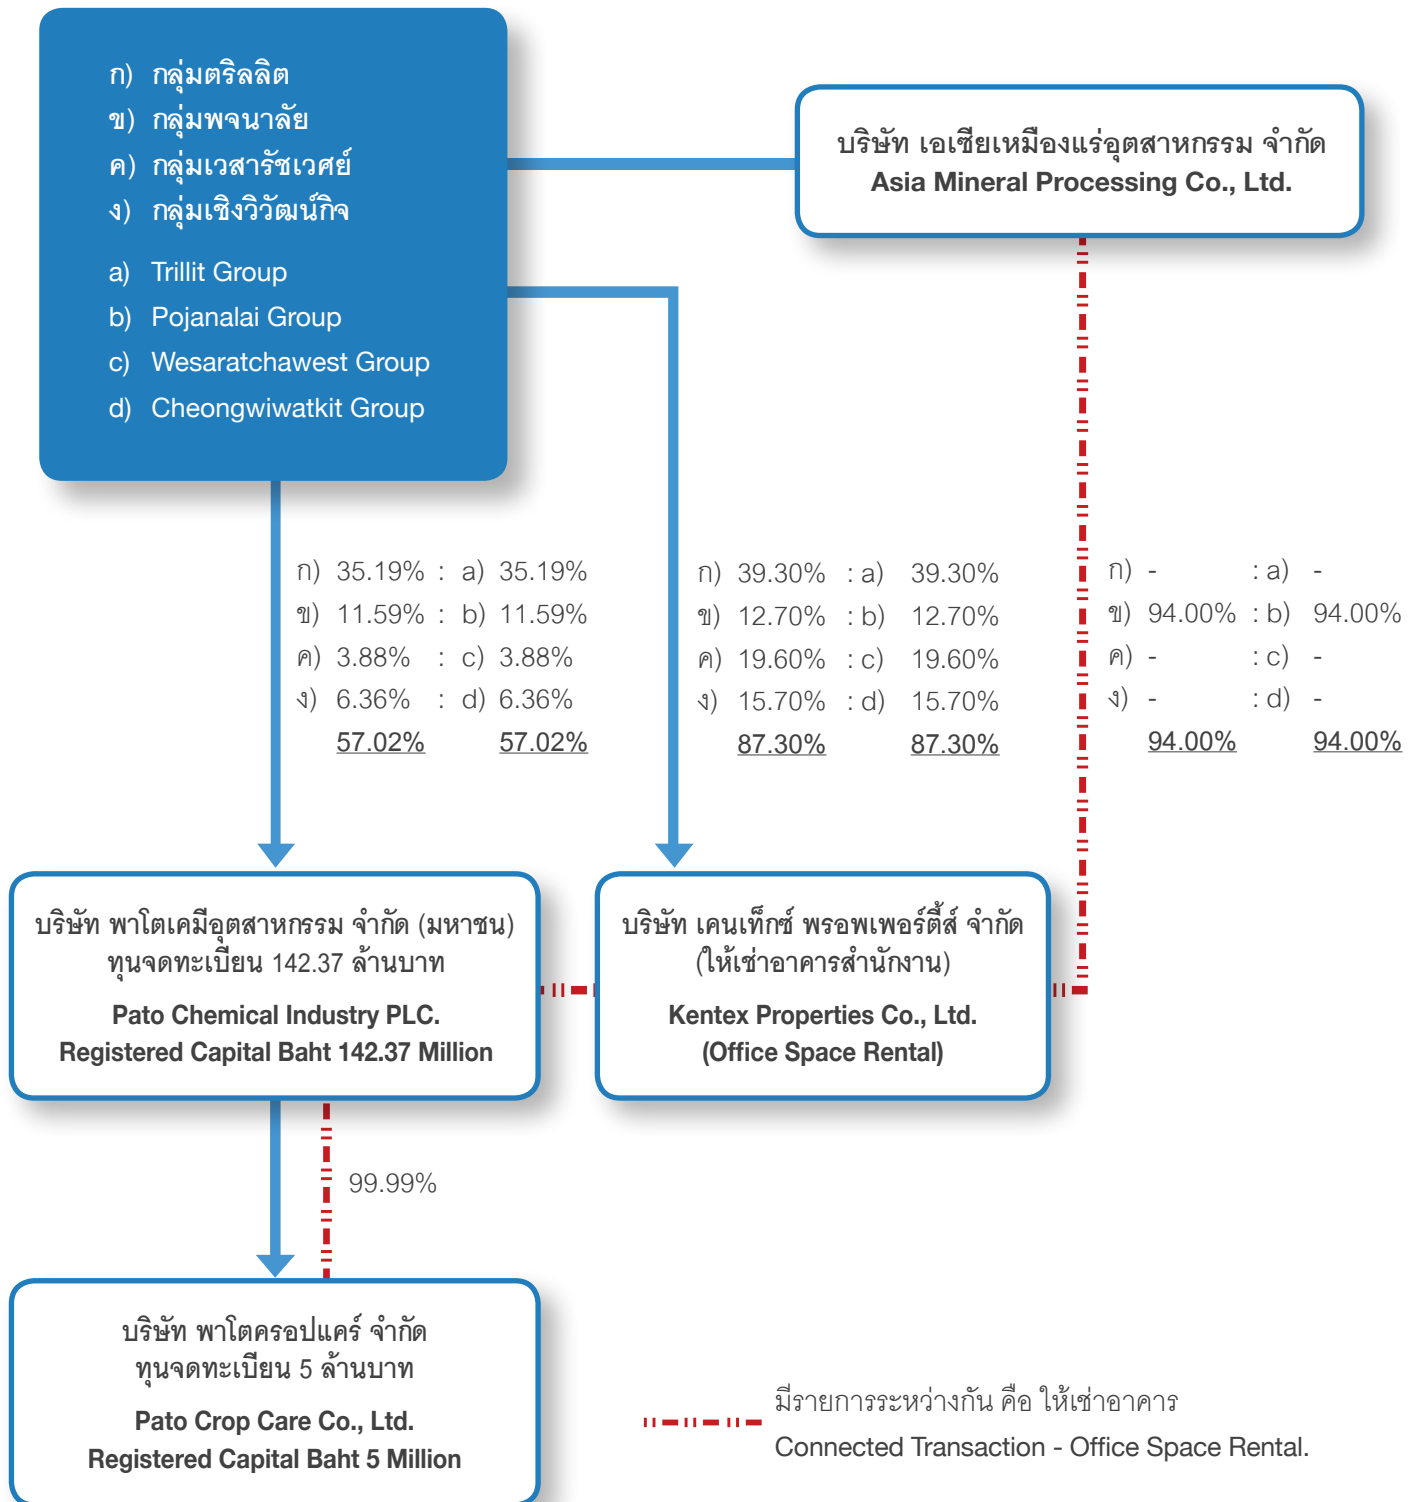 ก) กลุ่มตริลลิต
ข) กลุ่มพจนาลัย
ค) กลุ่มเวสารัชเวศย์
ง) กลุ่มเชิงวิวัฒน์กิจ
a) Trillit Group
b) Pojanalai Group
c) Wesaratchawest Group
d) Cheongwiwatkit Group
บริษัท เอเซียเหมืองแร่อุตสาหกรรม จำกัด
Asia Mineral Processing Co., Ltd.
ก) 35.19% : a) 35.19%
ข) 11.59% : b) 11.59%
ค) 3.88% : c) 3.88%
ง) 6.36% : d) 6.36%
57.02% 57.02%
ก) 39.30% : a) 39.30%
ข) 12.70% : b) 12.70%
ค) 19.60% : c) 19.60%
ง) 15.70% : d) 15.70%
87.30% 87.30%
ก) - : a) -
ข) 94.00% : b) 94.00%
ค) - : c) -
ง) - : d) -
94.00% 94.00%
บริษัท พาโตเคมีอุตสาหกรรม จำกัด (มหาชน)
ทุนจดทะเบียน 142.37 ล้านบาท
Pato Chemical Industry PLC.
Registered Capital Baht 142.37 Million
บริษัท เคนเท็กซ์ พรอพเพอร์ตี้ส์ จำกัด
(ให้เช่าอาคารสำนักงาน)
Kentex Properties Co., Ltd.
(Office Space Rental)
99.99%
บริษัท พาโตครอปแคร์ จำกัด
ทุนจดทะเบียน 5 ล้านบาท
Pato Crop Care Co., Ltd.
Registered Capital Baht 5 Million
มีรายการระหว่างกัน คือ ให้เช่าอาคาร
Connected Transaction - Office Space Rental.